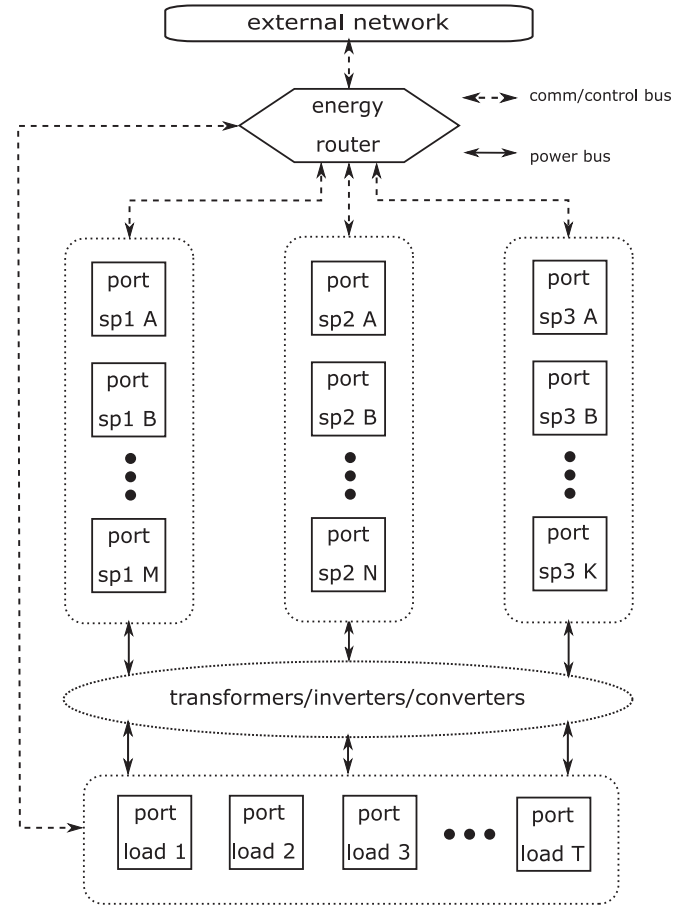 external network
energy
router
comm/control bus
power bus
port
sp1 A
port
sp1 B
port
sp1 M
port
sp2 A
port
sp2 B
port
sp2 N
port
sp3 A
port
sp3 B
port
sp3 K
transformers/inverters/converters
port
load 1
port
load 2
port
load 3
port
load T